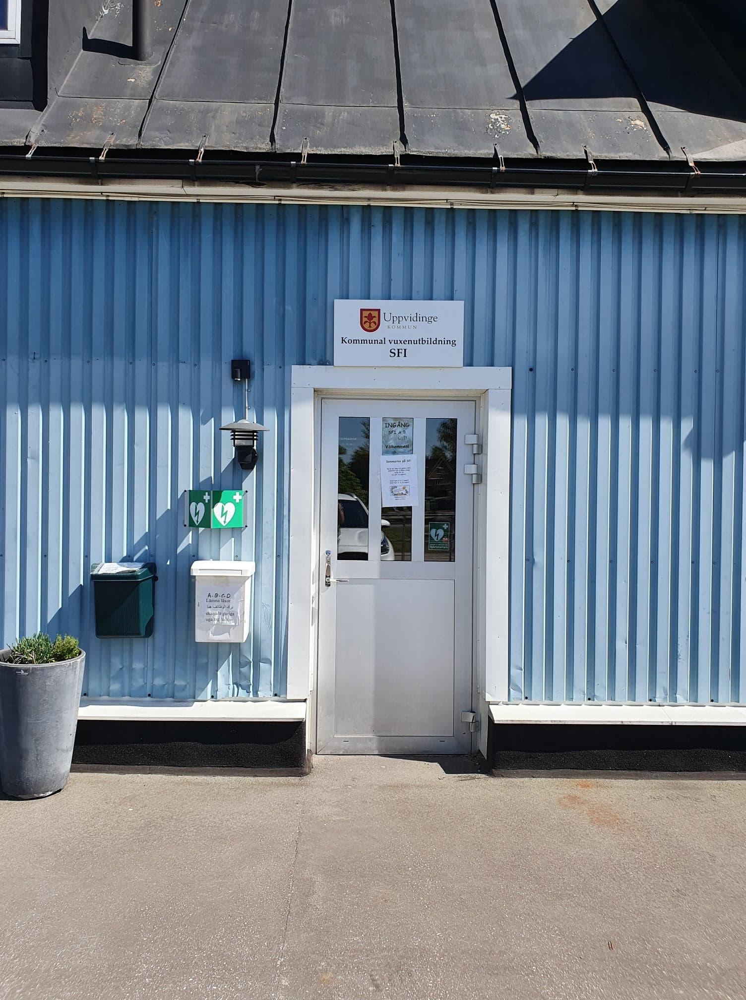 Uppvidinge
KOMMUN
Kommunal vuxenutbildning
SFI
INGÅNG
SFI A, B
C, D
Välkommen!
Sommarlov på Sfi
Hjärtstartare
A-B-C-D
Lämna läxor
ترك الوظائف هنا
shaqada guriga
uga tag halkan